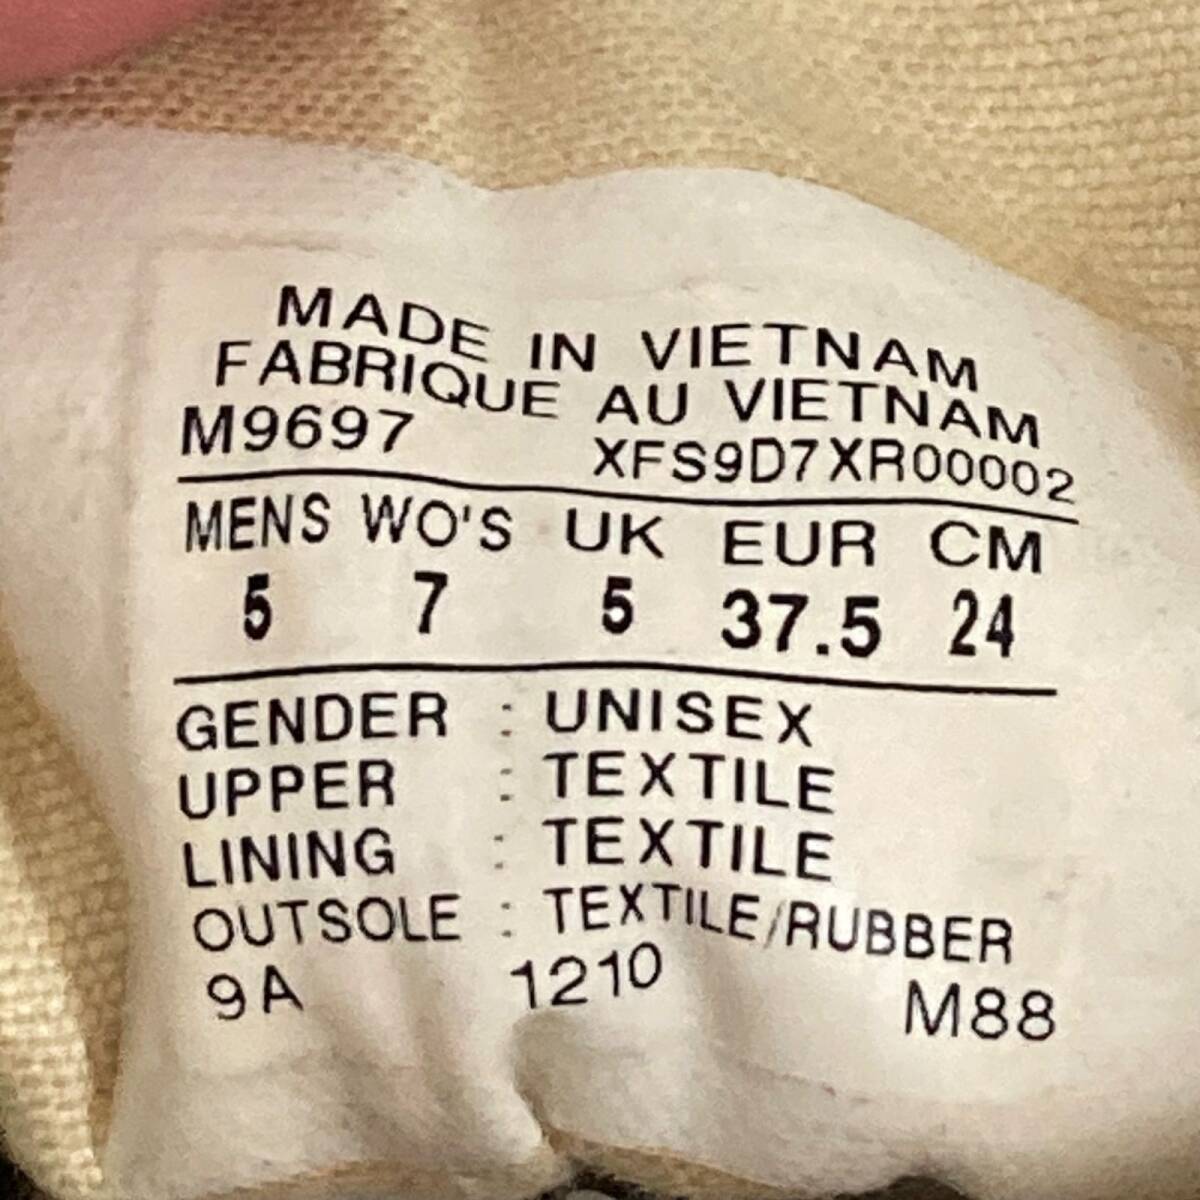 MADE IN VIETNAM
FABRIQUE AU VIETNAM
M9697 XFS9D7XR00002
MENS WO'S UK EUR CM
5 7 5 37.5 24
GENDER : UNISEX
UPPER : TEXTILE
LINING : TEXTILE
OUTSOLE : TEXTILE/RUBBER
9A 1210 M88